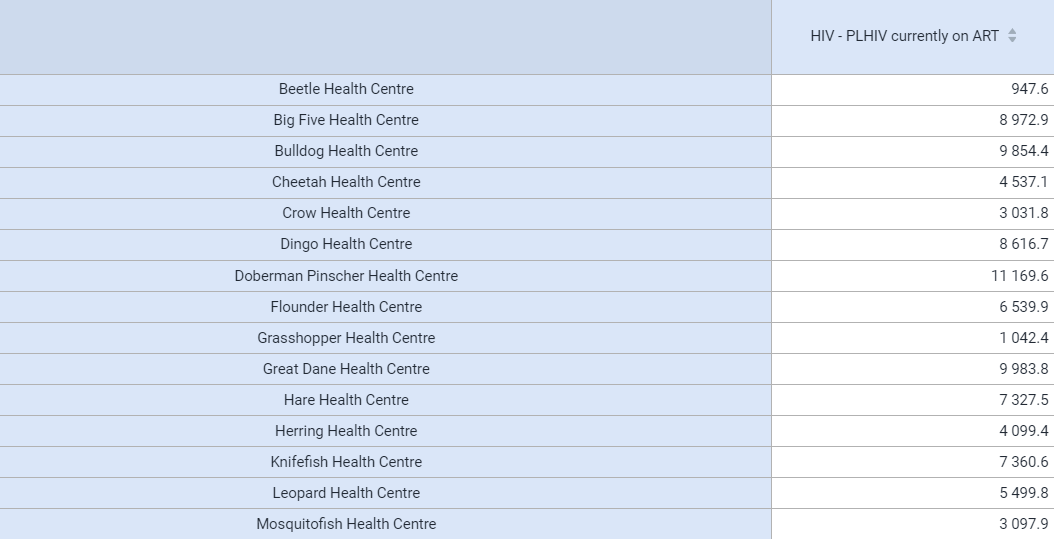 HIV - PLHIV currently on ART
Beetle Health Centre 947.6
Big Five Health Centre 8 972.9
Bulldog Health Centre 9 854.4
Cheetah Health Centre 4 537.1
Crow Health Centre 3 031.8
Dingo Health Centre 8 616.7
Doberman Pinscher Health Centre 11 169.6
Flounder Health Centre 6 539.9
Grasshopper Health Centre 1 042.4
Great Dane Health Centre 9 983.8
Hare Health Centre 7 327.5
Herring Health Centre 4 099.4
Knifefish Health Centre 7 360.6
Leopard Health Centre 5 499.8
Mosquitofish Health Centre 3 097.9